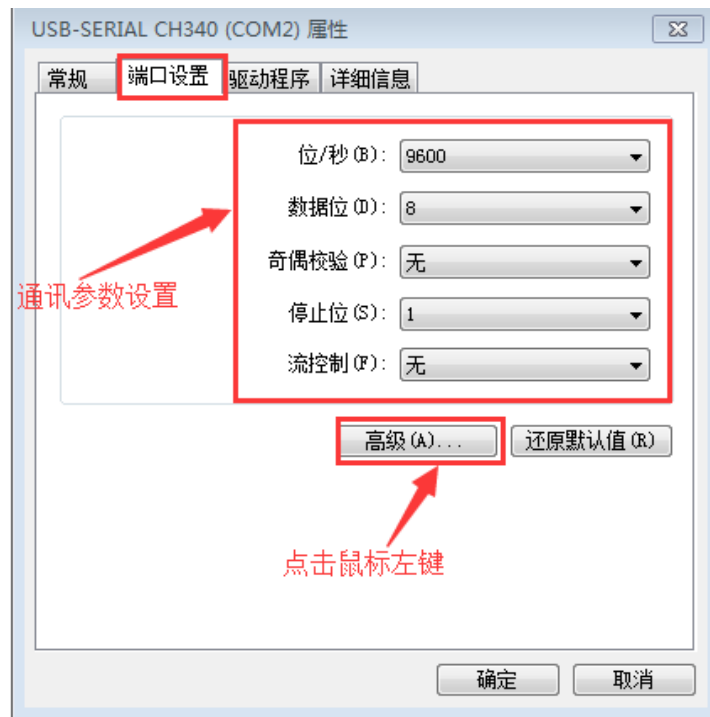 USB-SERIAL CH340 (COM2) 属性
常规 端口设置 驱动程序 详细信息
位/秒(B): 9600
数据位(D): 8
奇偶校验(P): 无
通讯参数设置
停止位(S): 1
流控制(F): 无
高级(A)... 还原默认值(R)
点击鼠标左键
确定 取消